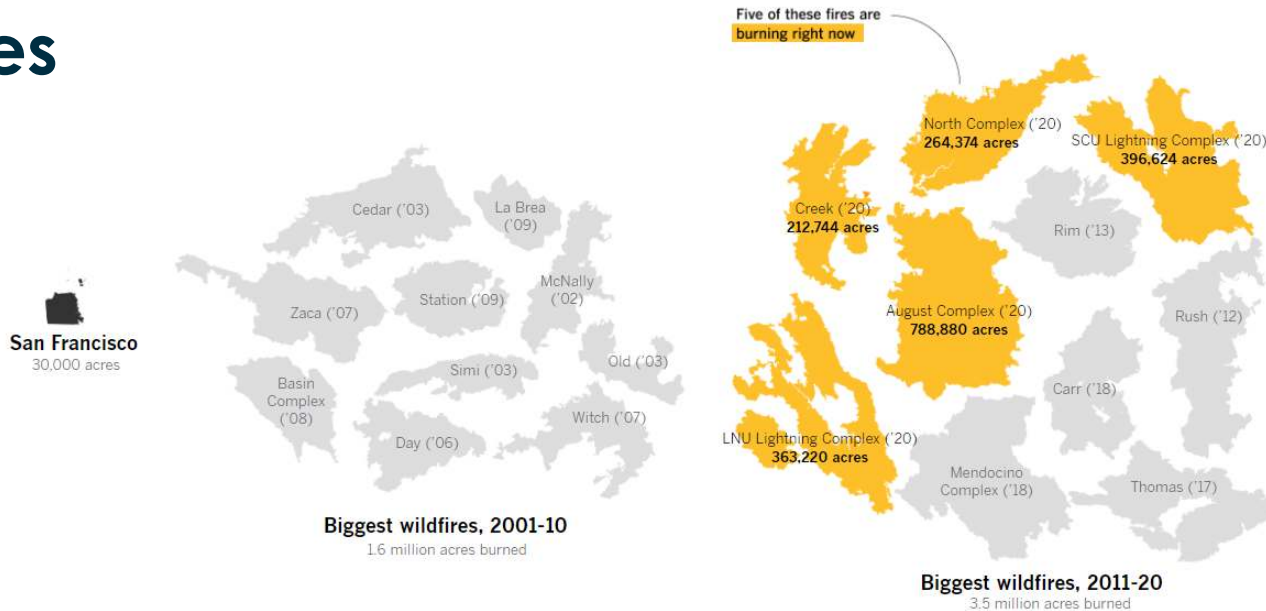 es
Five of these fires are
burning right now
North Complex ('20)
264,374 acres
SCU Lightning Complex ('20)
396,624 acres
Cedar ('03)
La Brea
('09)
Creek ('20)
212,744 acres
Rim ('13)
McNally
('02)
Station ('09)
Zaca ('07)
August Complex ('20)
788,880 acres
Rush ('12)
San Francisco
30,000 acres
Simi ('03)
Old ('03)
Basin
Complex
('08)
Carr ('18)
Witch ('07)
Day ('06)
LNU Lightning Complex ('20)
363,220 acres
Mendocino
Complex ('18)
Thomas ('17)
Biggest wildfires, 2001-10
1.6 million acres burned
Biggest wildfires, 2011-20
3.5 million acres burned